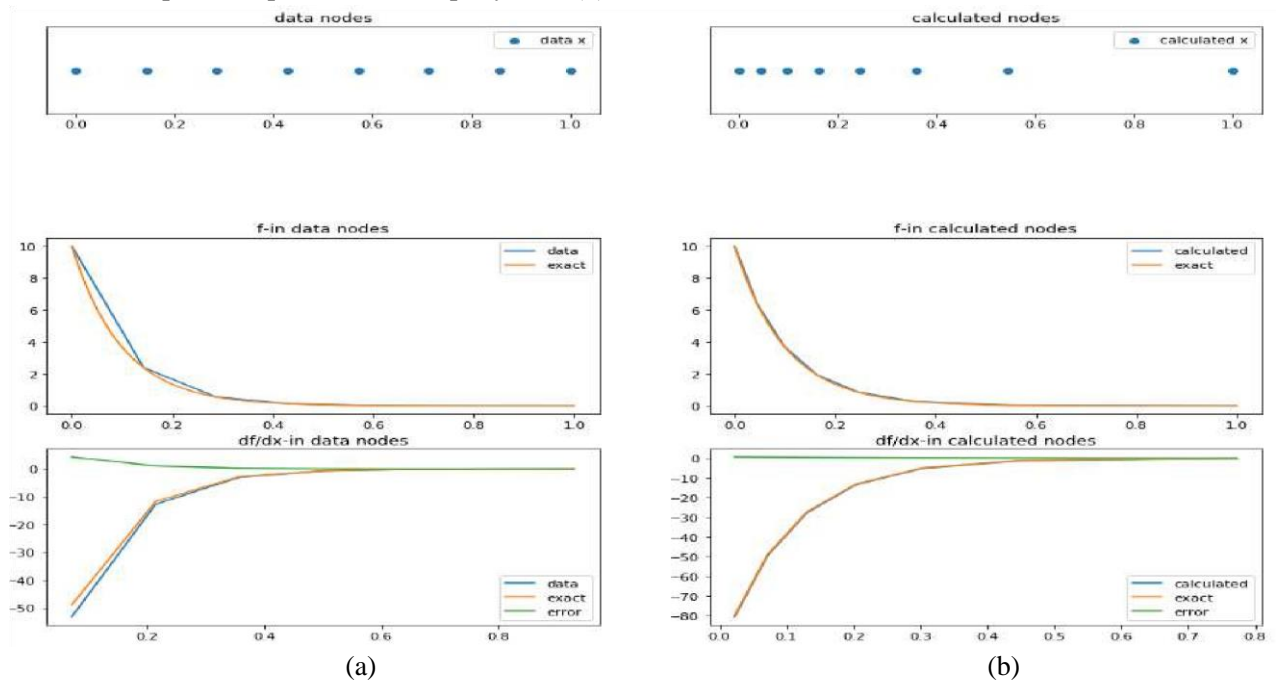 data nodes
data x
0.0 0.2 0.4 0.6 0.8 1.0
calculated nodes
calculated x
0.0 0.2 0.4 0.6 0.8 1.0
f-in data nodes
10
8
6
4
2
0
data
exact
0.0 0.2 0.4 0.6 0.8 1.0
f-in calculated nodes
10
8
6
4
2
0
calculated
exact
0.0 0.2 0.4 0.6 0.8 1.0
df/dx-in data nodes
0
−10
−20
−30
−40
−50
data
exact
error
0.2 0.4 0.6 0.8
df/dx-in calculated nodes
0
−10
−20
−30
−40
−50
−60
−70
−80
calculated
exact
error
0.0 0.1 0.2 0.3 0.4 0.5 0.6 0.7 0.8
(a)
(b)